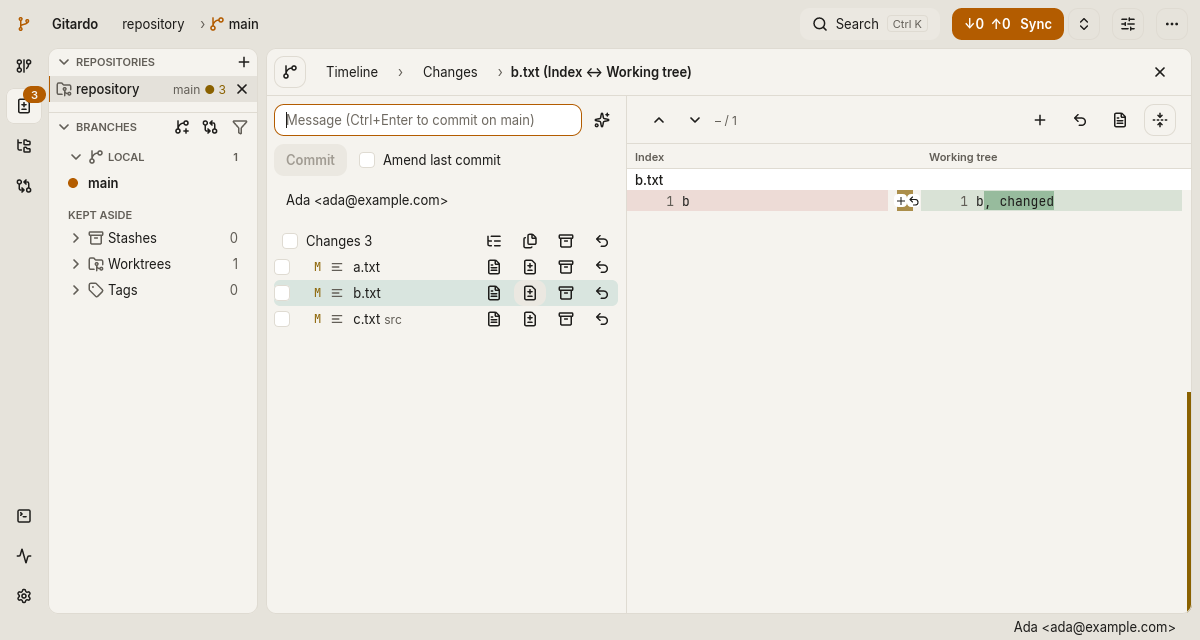 Gitardo repository main Search Ctrl K ↓0 ↑0 Sync
3
REPOSITORIES
repository main 3
BRANCHES
LOCAL 1
main
KEPT ASIDE
Stashes 0
Worktrees 1
Tags 0
Timeline › Changes › b.txt (Index ↔ Working tree)
Message (Ctrl+Enter to commit on main)
Commit Amend last commit
Ada <ada@example.com>
Changes 3
M a.txt
M b.txt
M c.txt src
– / 1
Index Working tree
b.txt
1 b 1 b, changed
Ada <ada@example.com>